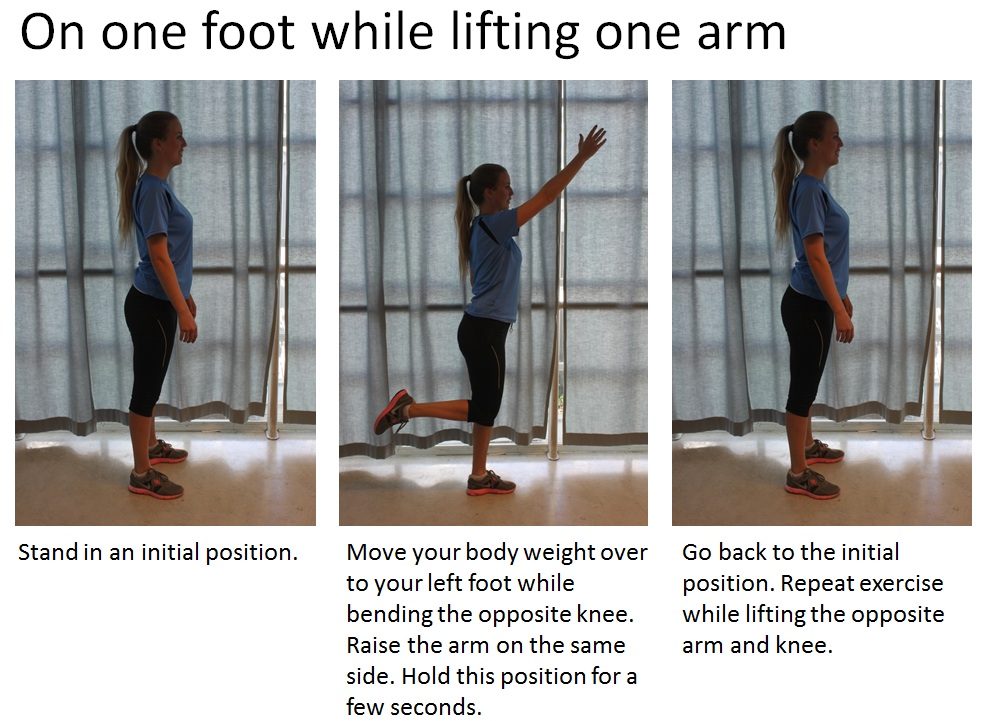 On one foot while lifting one arm
Stand in an initial position.
Move your body weight over
to your left foot while
bending the opposite knee.
Raise the arm on the same
side. Hold this position for a
few seconds.
Go back to the initial
position. Repeat exercise
while lifting the opposite
arm and knee.